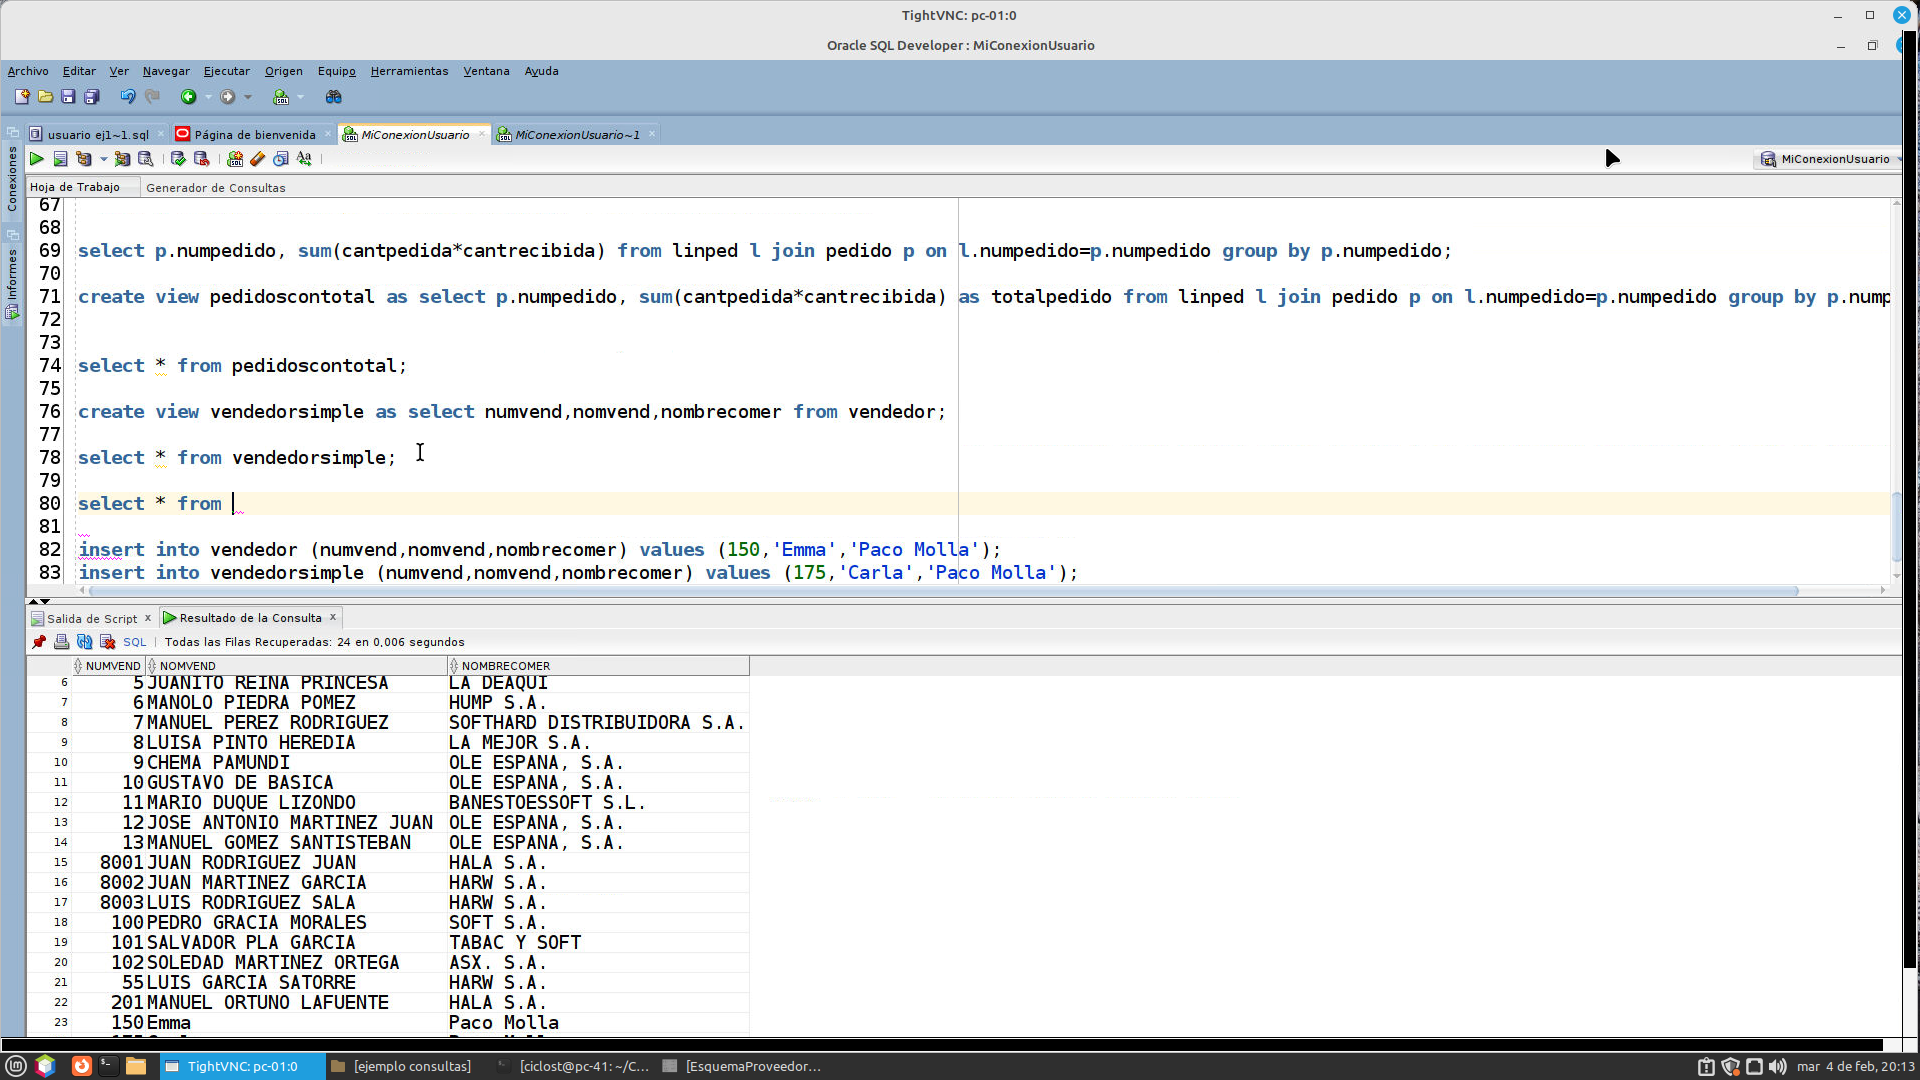 TightVNC: pc-01:0
Oracle SQL Developer : MiConexionUsuario
Archivo Editar Ver Navegar Ejecutar Origen Equipo Herramientas Ventana Ayuda
usuario ej1~1.sql Página de bienvenida MiConexionUsuario MiConexionUsuario~1
MiConexionUsuario
Conexiones
Informes
Hoja de Trabajo Generador de Consultas
67
68
69 select p.numpedido, sum(cantpedida*cantrecibida) from linped l join pedido p on l.numpedido=p.numpedido group by p.numpedido;
70
71 create view pedidoscontotal as select p.numpedido, sum(cantpedida*cantrecibida) as totalpedido from linped l join pedido p on l.numpedido=p.numpedido group by p.nump
72
73
74 select * from pedidoscontotal;
75
76 create view vendedorsimple as select numvend,nomvend,nombrecomer from vendedor;
77
78 select * from vendedorsimple;
79
80 select * from
81
82 insert into vendedor (numvend,nomvend,nombrecomer) values (150,'Emma','Paco Molla');
83 insert into vendedorsimple (numvend,nomvend,nombrecomer) values (175,'Carla','Paco Molla');
Salida de Script x Resultado de la Consulta x
SQL | Todas las Filas Recuperadas: 24 en 0,006 segundos
NUMVEND NOMVEND NOMBRECOMER
6 5 JUANITO REINA PRINCESA LA DEAQUI
7 6 MANOLO PIEDRA POMEZ HUMP S.A.
8 7 MANUEL PEREZ RODRIGUEZ SOFTHARD DISTRIBUIDORA S.A.
9 8 LUISA PINTO HEREDIA LA MEJOR S.A.
10 9 CHEMA PAMUNDI OLE ESPANA, S.A.
11 10 GUSTAVO DE BASICA OLE ESPANA, S.A.
12 11 MARIO DUQUE LIZONDO BANESTOESSOFT S.L.
13 12 JOSE ANTONIO MARTINEZ JUAN OLE ESPANA, S.A.
14 13 MANUEL GOMEZ SANTISTEBAN OLE ESPANA, S.A.
15 8001 JUAN RODRIGUEZ JUAN HALA S.A.
16 8002 JUAN MARTINEZ GARCIA HARW S.A.
17 8003 LUIS RODRIGUEZ SALA HARW S.A.
18 100 PEDRO GRACIA MORALES SOFT S.A.
19 101 SALVADOR PLA GARCIA TABAC Y SOFT
20 102 SOLEDAD MARTINEZ ORTEGA ASX. S.A.
21 55 LUIS GARCIA SATORRE HARW S.A.
22 201 MANUEL ORTUNO LAFUENTE HALA S.A.
23 150 Emma Paco Molla
TightVNC: pc-01:0 [ejemplo consultas] [ciclost@pc-41: ~/C... [EsquemaProveedor... mar 4 de feb, 20:13